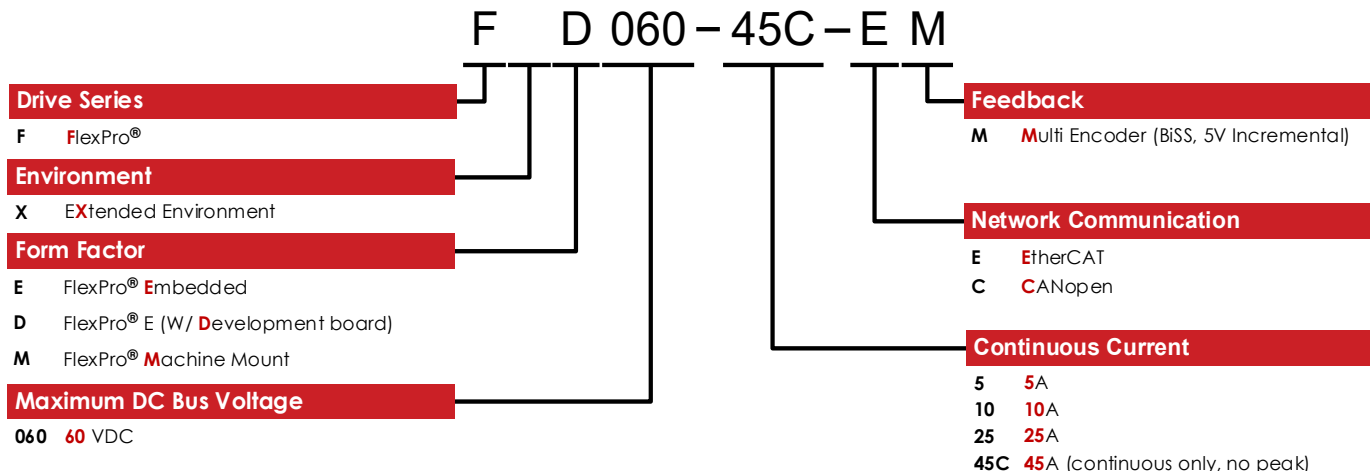 F D 060 – 45C – E M
Drive Series
F FlexPro®
Environment
X EXtended Environment
Form Factor
E FlexPro® Embedded
D FlexPro® E (W/ Development board)
M FlexPro® Machine Mount
Maximum DC Bus Voltage
060 60 VDC
Feedback
M Multi Encoder (BiSS, 5V Incremental)
Network Communication
E EtherCAT
C CANopen
Continuous Current
5 5A
10 10A
25 25A
45C 45A (continuous only, no peak)